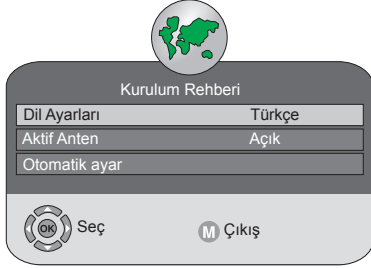 Kurulum Rehberi
Dil Ayarları Türkçe
Aktif Anten Açık
Otomatik ayar
OK Seç M Çıkış